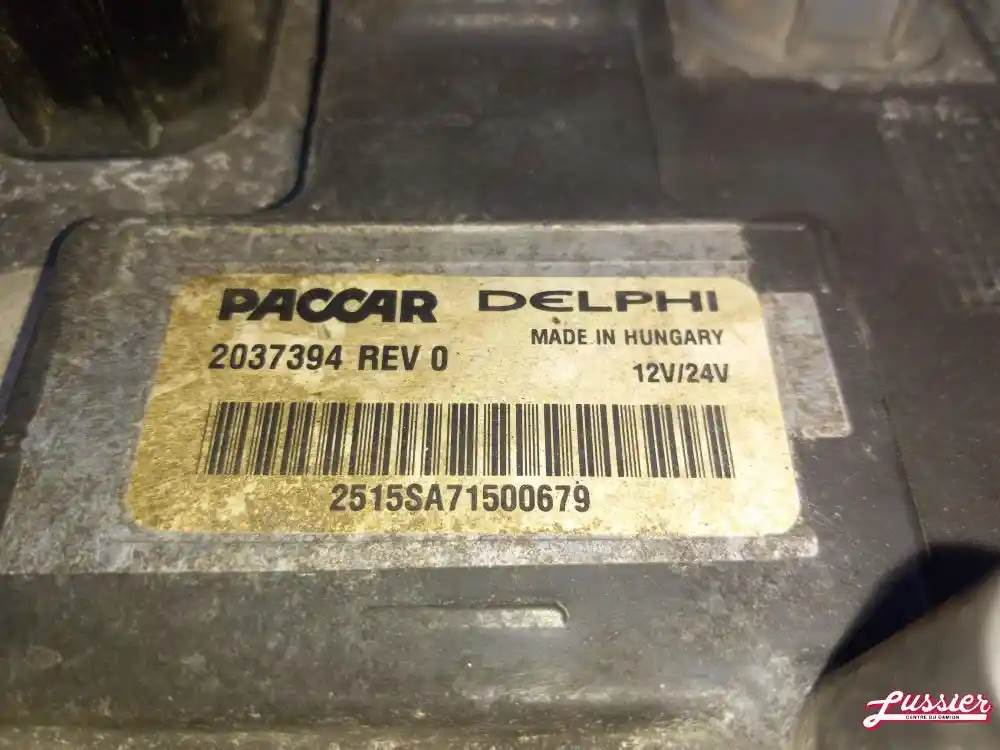 PACCAR DELPHI
MADE IN HUNGARY
2037394 REV 0
12V/24V
2515SA71500679
Lussier
CENTRE DU CAMION